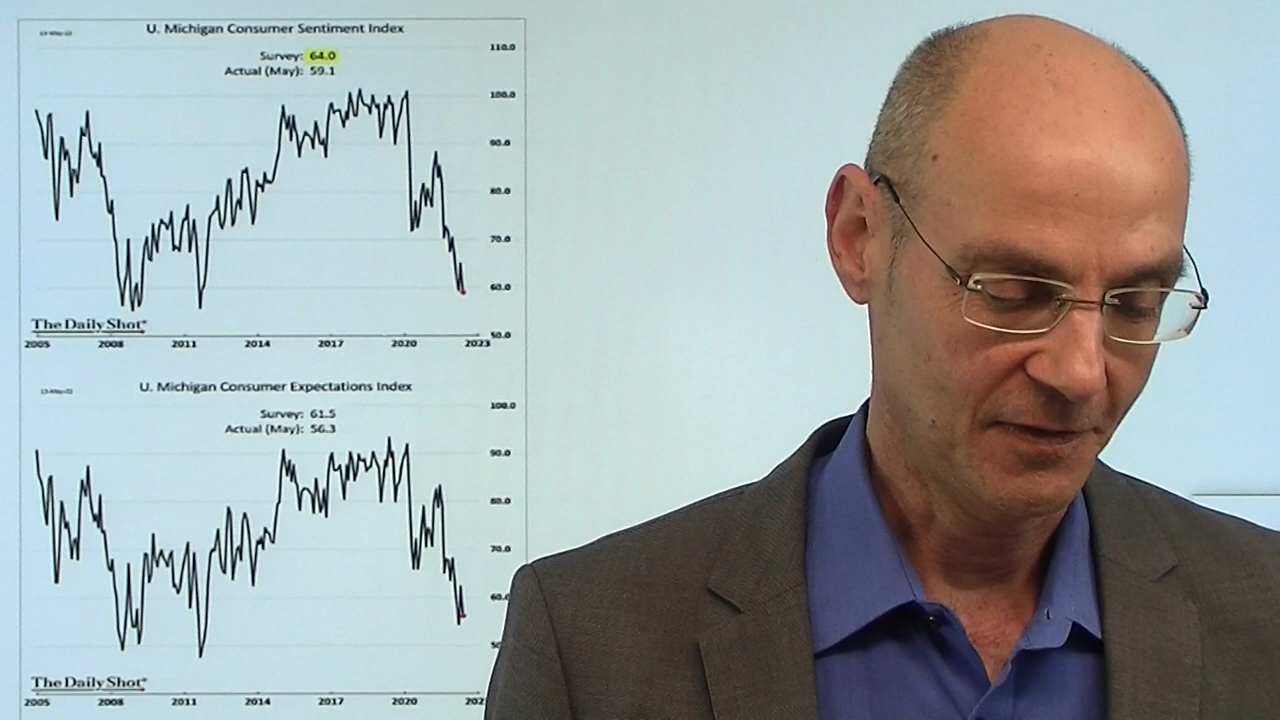 U. Michigan Consumer Sentiment Index
Survey: 64.0
Actual (May): 59.1
110.0
100.0
90.0
80.0
70.0
60.0
50.0
The Daily Shot
2005 2008 2011 2014 2017 2020 2023
13-May-22
U. Michigan Consumer Expectations Index
Survey: 61.5
Actual (May): 56.3
100.0
90.0
80.0
70.0
60.0
The Daily Shot
2005 2008 2011 2014 2017 2020